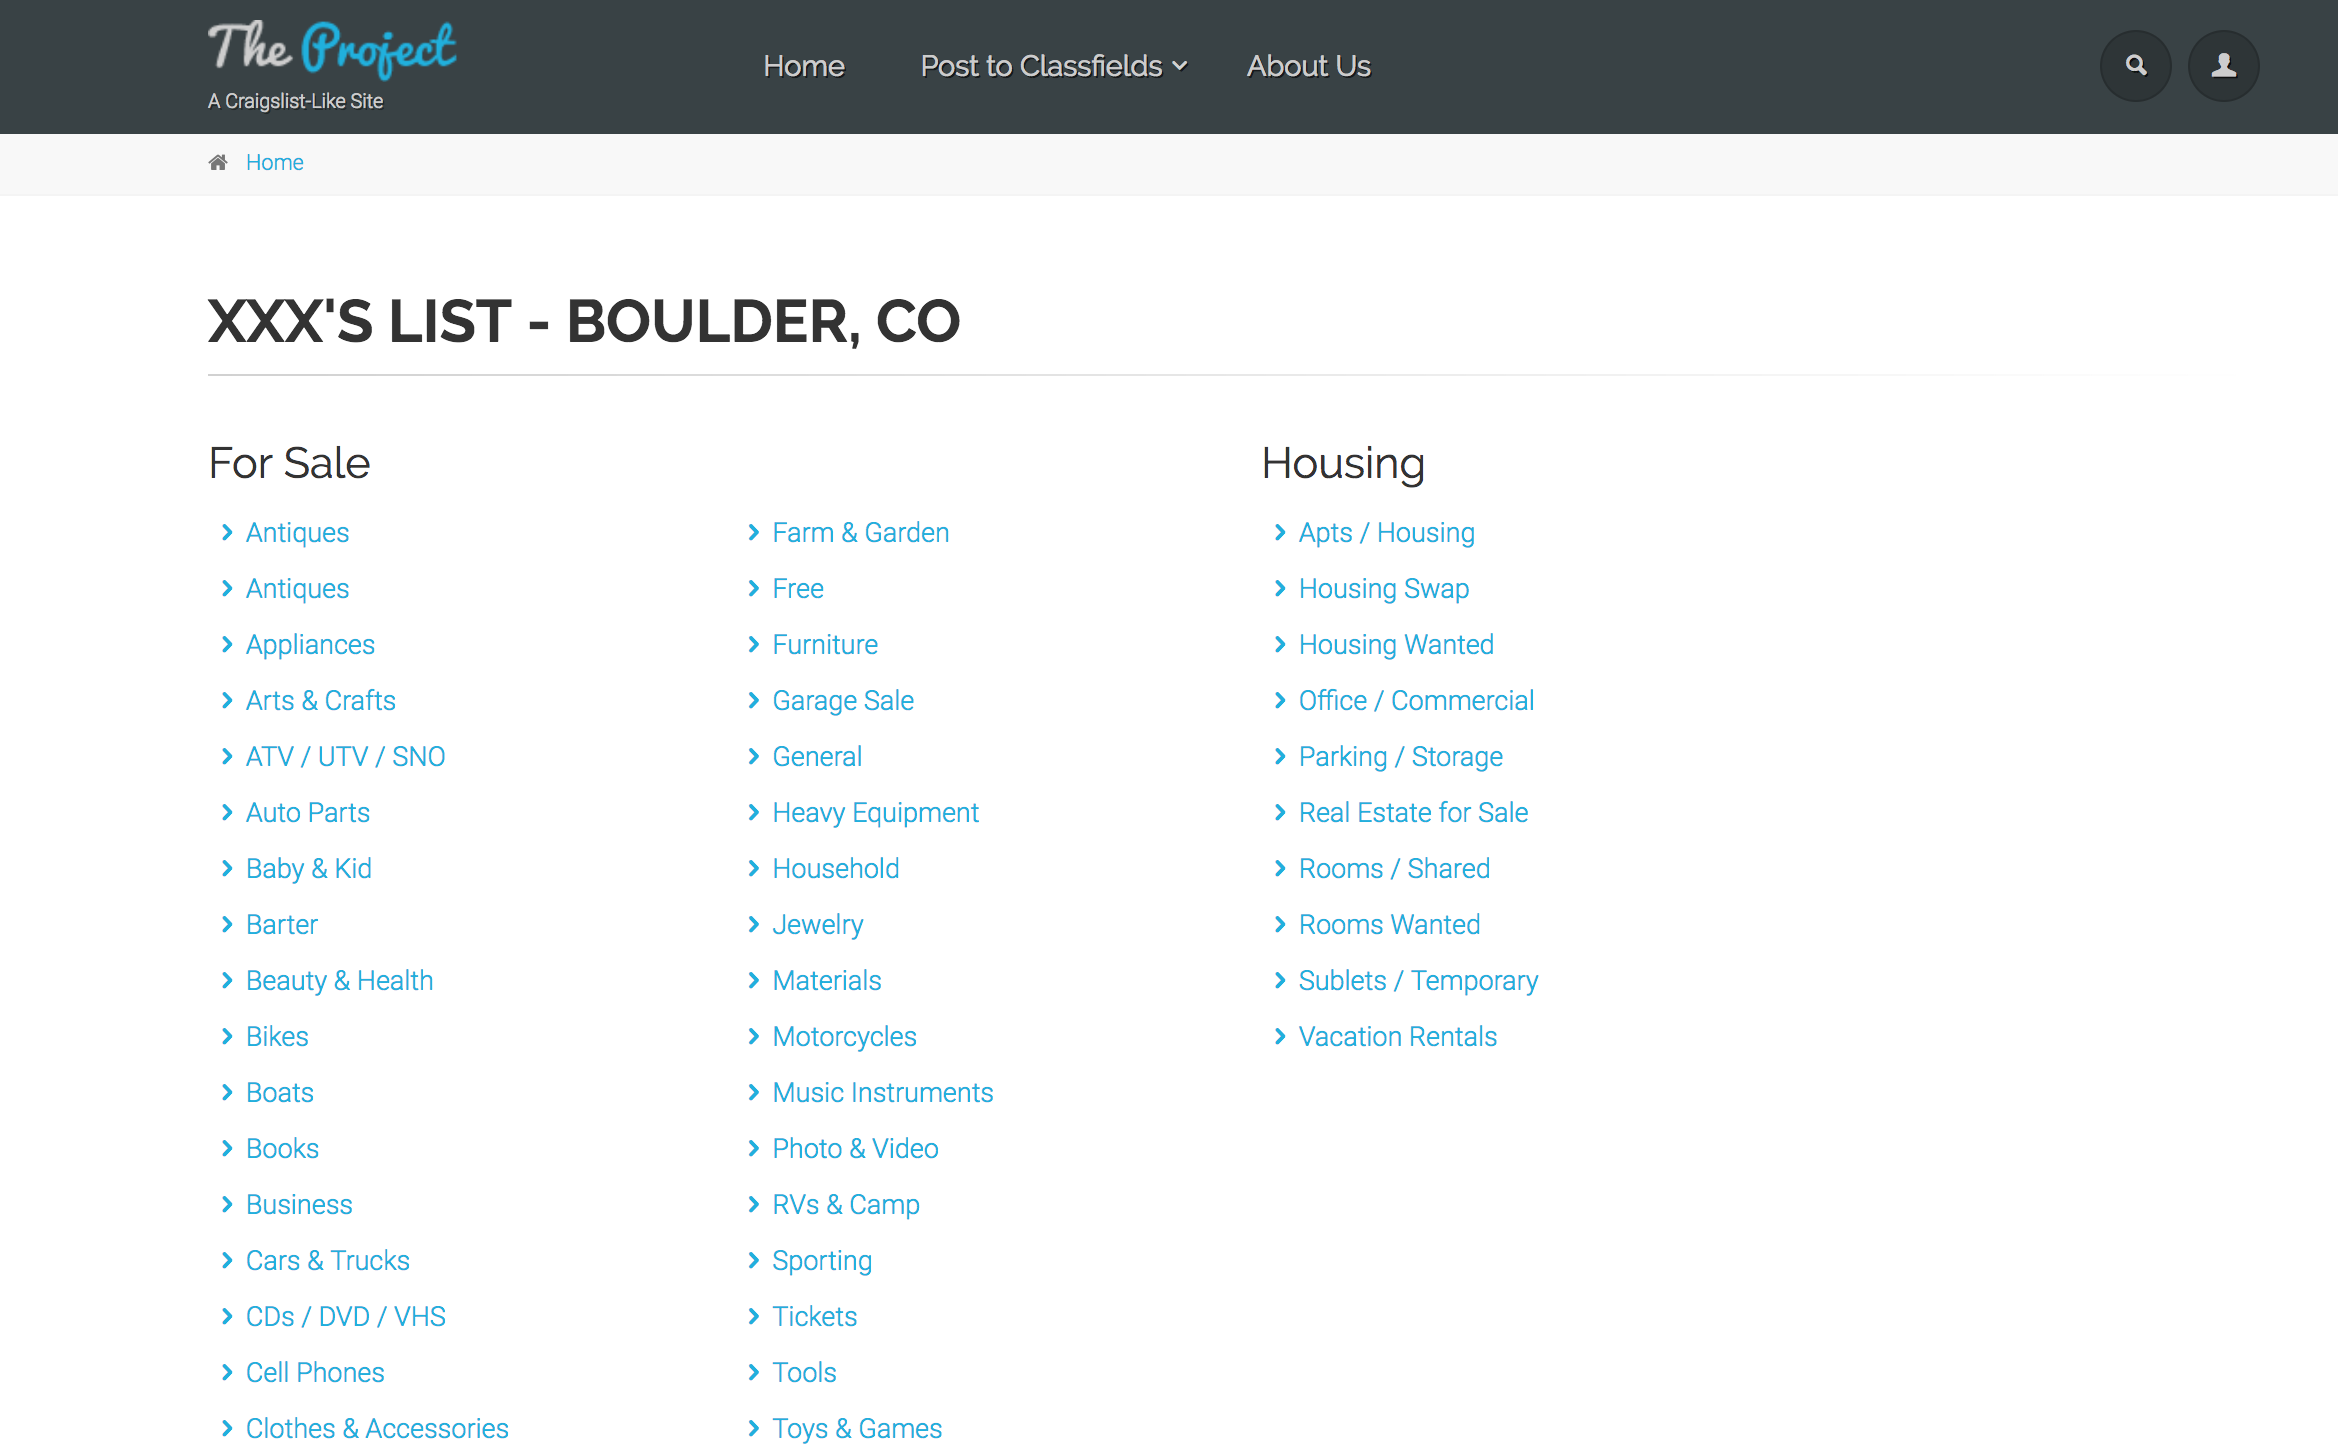 The Project
A Craigslist-Like Site
Home
Post to Classfields
About Us
Home
XXX'S LIST - BOULDER, CO
For Sale
Antiques
Antiques
Appliances
Arts & Crafts
ATV / UTV / SNO
Auto Parts
Baby & Kid
Barter
Beauty & Health
Bikes
Boats
Books
Business
Cars & Trucks
CDs / DVD / VHS
Cell Phones
Clothes & Accessories
Farm & Garden
Free
Furniture
Garage Sale
General
Heavy Equipment
Household
Jewelry
Materials
Motorcycles
Music Instruments
Photo & Video
RVs & Camp
Sporting
Tickets
Tools
Toys & Games
Housing
Apts / Housing
Housing Swap
Housing Wanted
Office / Commercial
Parking / Storage
Real Estate for Sale
Rooms / Shared
Rooms Wanted
Sublets / Temporary
Vacation Rentals